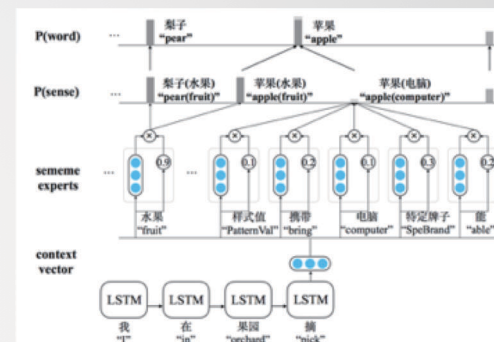 P(word) ... 梨子 苹果
"pear" "apple"
P(sense) ... 梨子(水果) 苹果(水果) 苹果(电脑)
"pear(fruit)" "apple(fruit)" "apple(computer)"
sememe experts ... 0.9 ... 0.1 0.2 0.1 0.3 0.2
水果 样式值 携带 电脑 特定牌子 能
"fruit" "PatternVal" "bring" "computer" "SpeBrand" "able"
context
vector
LSTM LSTM LSTM LSTM
我 在 果园 摘
"I" "in" "orchard" "pick"